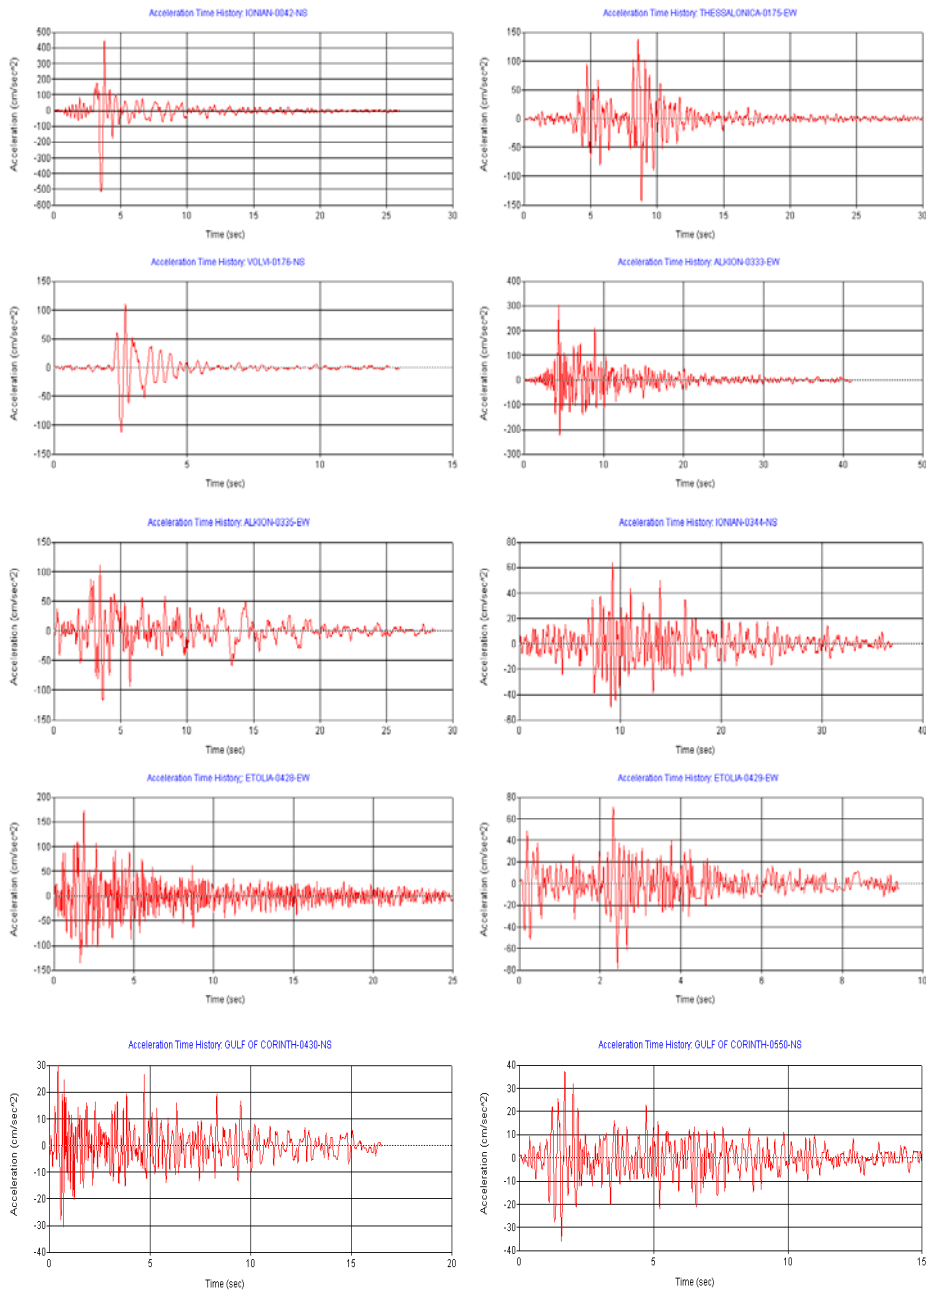 Acceleration Time History: IONIAN-0042-NS
Acceleration (cm/sec^2)
500
400
300
200
100
0
-100
-200
-300
-400
-500
-600
0 5 10 15 20 25 30
Time (sec)
Acceleration Time History: THESSALONICA-0175-EW
Acceleration (cm/sec^2)
150
100
50
0
-50
-100
-150
0 5 10 15 20 25 30
Time (sec)
Acceleration Time History: VOLVI-0176-NS
Acceleration (cm/sec^2)
150
100
50
0
-50
-100
-150
0 5 10 15
Time (sec)
Acceleration Time History: ALKION-0333-EW
Acceleration (cm/sec^2)
400
300
200
100
0
-100
-200
-300
0 10 20 30 40 50
Time (sec)
Acceleration Time History: ALKION-0335-EW
Acceleration (cm/sec^2)
150
100
50
0
-50
-100
-150
0 5 10 15 20 25 30
Time (sec)
Acceleration Time History: IONIAN-0344-NS
Acceleration (cm/sec^2)
80
60
40
20
0
-20
-40
-60
0 10 20 30 40
Time (sec)
Acceleration Time History; ETOLIA-0428-EW
Acceleration (cm/sec^2)
200
150
100
50
0
-50
-100
-150
0 5 10 15 20 25
Time (sec)
Acceleration Time History: ETOLIA-0429-EW
Acceleration (cm/sec^2)
80
60
40
20
0
-20
-40
-60
-80
0 2 4 6 8 10
Time (sec)
Acceleration Time History: GULF OF CORINTH-0430-NS
Acceleration (cm/sec^2)
30
20
10
0
-10
-20
-30
-40
0 5 10 15 20
Time (sec)
Acceleration Time History: GULF OF CORINTH-0550-NS
Acceleration (cm/sec^2)
40
30
20
10
0
-10
-20
-30
-40
0 5 10 15
Time (sec)